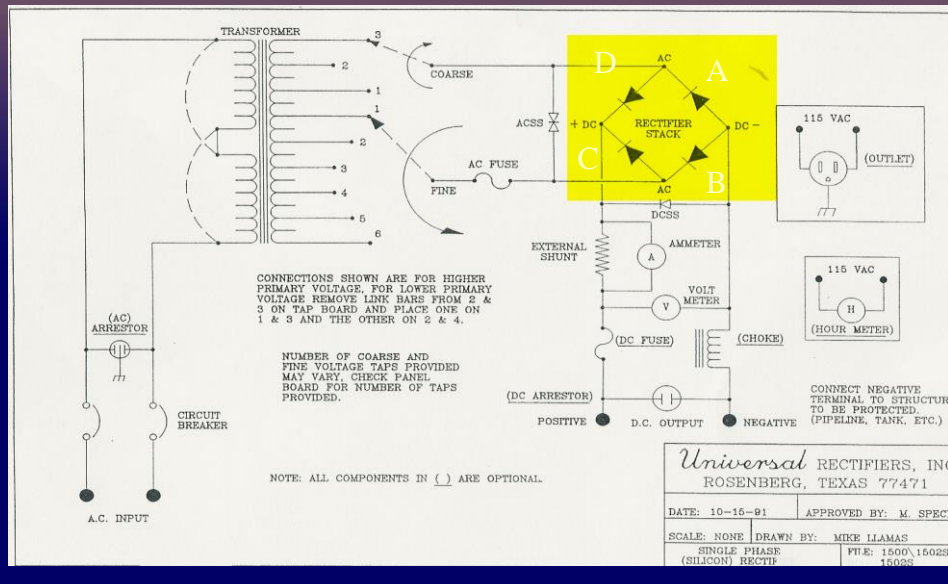 TRANSFORMER
3
2
1
1
2
3
4
5
6
COARSE
FINE
AC FUSE
ACSS
D
AC
A
+ DC
RECTIFIER
STACK
DC -
C
B
AC
DCSS
115 VAC
(OUTLET)
EXTERNAL
SHUNT
AMMETER
A
VOLT
METER
V
115 VAC
H
(HOUR METER)
CONNECTIONS SHOWN ARE FOR HIGHER
PRIMARY VOLTAGE, FOR LOWER PRIMARY
VOLTAGE REMOVE LINK BARS FROM 2 &
3 ON TAP BOARD AND PLACE ONE ON
1 & 3 AND THE OTHER ON 2 & 4.
(AC)
ARRESTOR
NUMBER OF COARSE AND
FINE VOLTAGE TAPS PROVIDED
MAY VARY, CHECK PANEL
BOARD FOR NUMBER OF TAPS
PROVIDED.
(DC FUSE)
(CHOKE)
(DC ARRESTOR)
CIRCUIT
BREAKER
POSITIVE
D.C. OUTPUT
NEGATIVE
CONNECT NEGATIVE
TERMINAL TO STRUCTUR
TO BE PROTECTED.
(PIPELINE, TANK, ETC.)
NOTE: ALL COMPONENTS IN ( ) ARE OPTIONAL.
A.C. INPUT
Universal RECTIFIERS, INC
ROSENBERG, TEXAS 77471
DATE: 10-15-91
APPROVED BY: M. SPEC
SCALE: NONE
DRAWN BY: MIKE LLAMAS
SINGLE PHASE
(SILICON) RECTIF
FILE: 1500\1502S
1502S